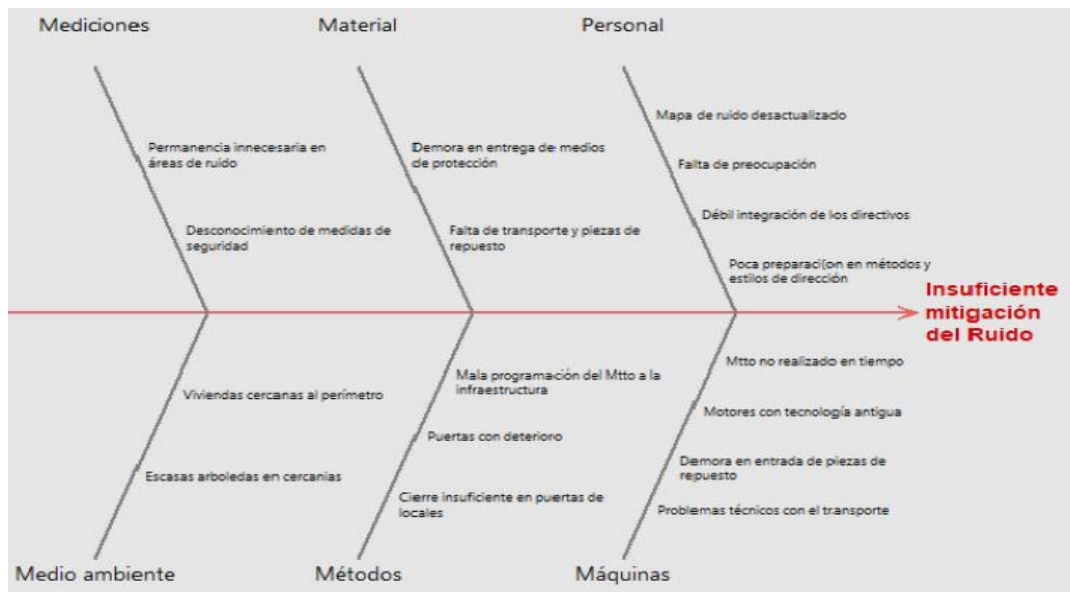 Mediciones
Material
Personal
Mapa de ruido desactualizado
Permanencia innecesaria en
áreas de ruido
Demora en entrega de medios
de protección
Falta de preocupación
Débil integración de los directivos
Desconocimiento de medidas de
seguridad
Falta de transporte y piezas de
repuesto
Poca preparaci(on en métodos y
estilos de dirección
Insuficiente
mitigación
del Ruido
Mtto no realizado en tiempo
Mala programación del Mtto a la
infraestructura
Viviendas cercanas al perímetro
Motores con tecnología antigua
Puertas con deterioro
Demora en entrada de piezas de
repuesto
Escasas arboledas en cercanias
Cierre insuficiente en puertas de
locales
Problemas técnicos con el transporte
Medio ambiente
Métodos
Máquinas